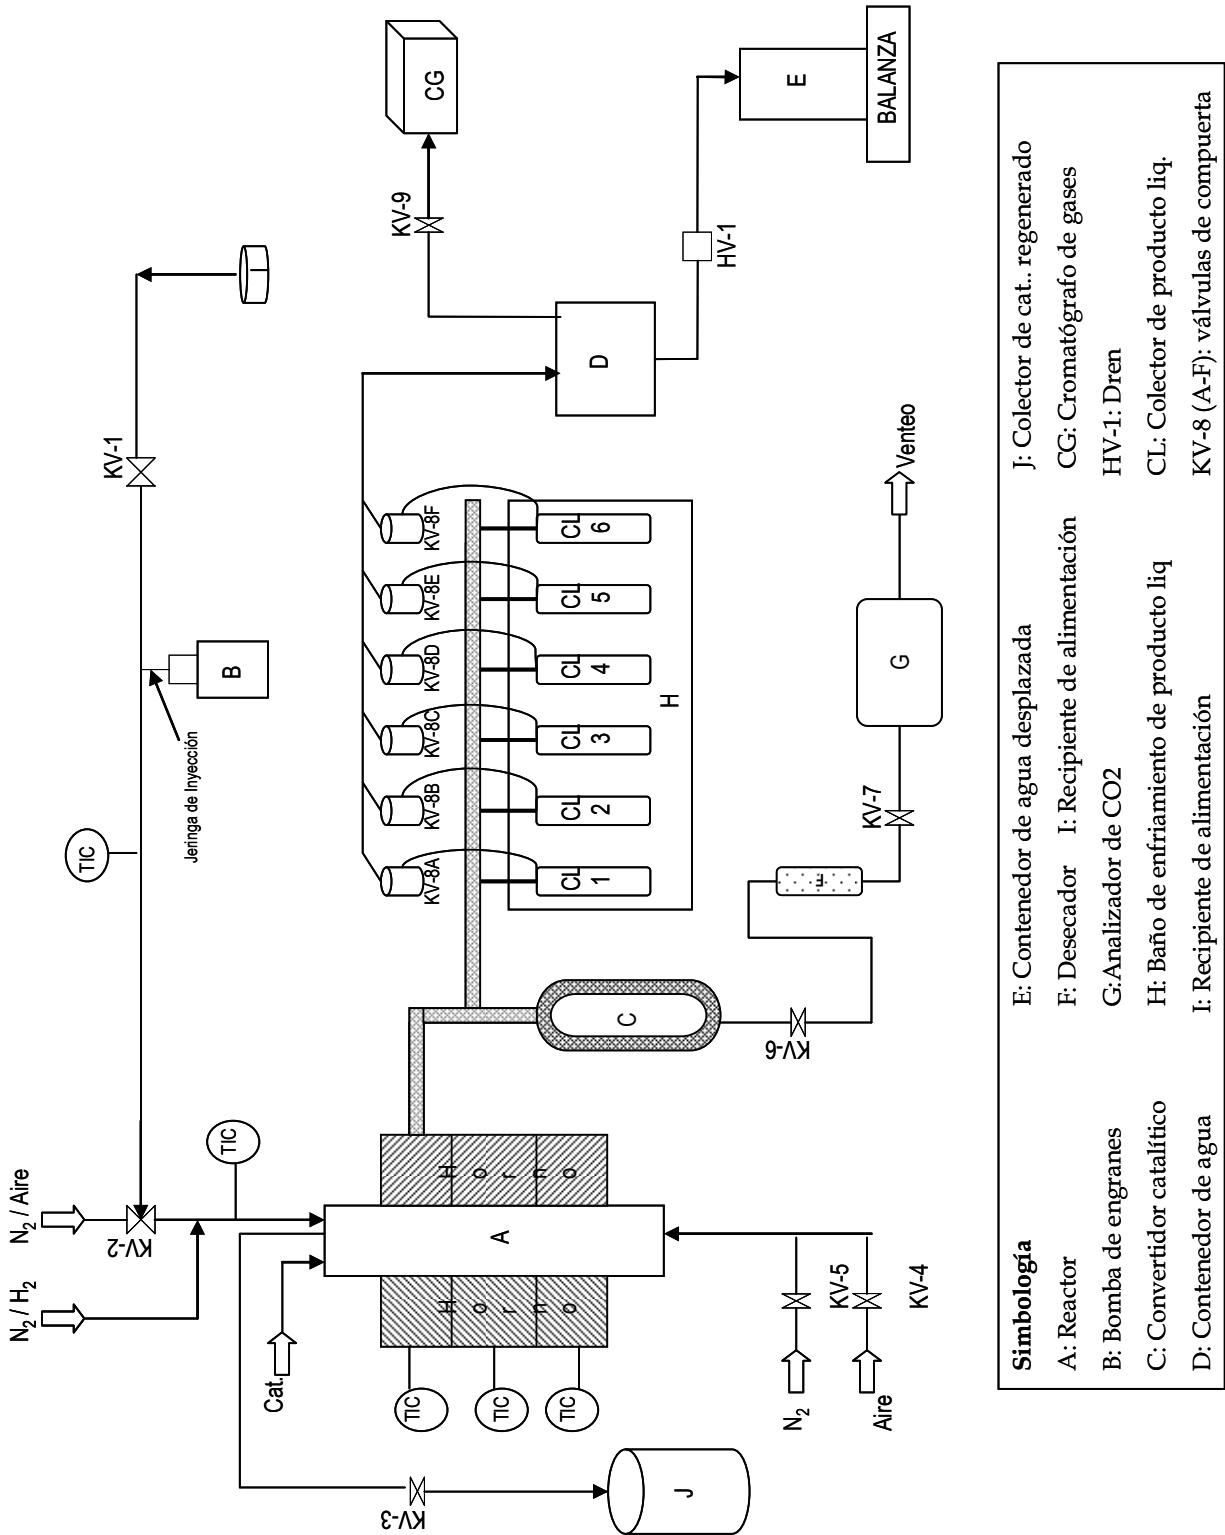 N2 / H2
N2 / Aire
KV-2
TIC
TIC
Jeringa de Inyección
B
KV-1
I
Cat.
TIC
TIC
TIC
Horno
A
Horno
KV-3
J
N2
Aire
KV-5
KV-4
C
KV-6
F
KV-7
G
Venteo
KV-8A
KV-8B
KV-8C
KV-8D
KV-8E
KV-8F
CL 1
CL 2
CL 3
CL 4
CL 5
CL 6
H
D
KV-9
CG
HV-1
E
BALANZA
Simbología
A: Reactor
B: Bomba de engranes
C: Convertidor catalítico
D: Contenedor de agua
E: Contenedor de agua desplazada
F: Desecador I: Recipiente de alimentación
G:Analizador de CO2
H: Baño de enfriamiento de producto liq
I: Recipiente de alimentación
J: Colector de cat.. regenerado
CG: Cromatógrafo de gases
HV-1: Dren
CL: Colector de producto liq.
KV-8 (A-F): válvulas de compuerta